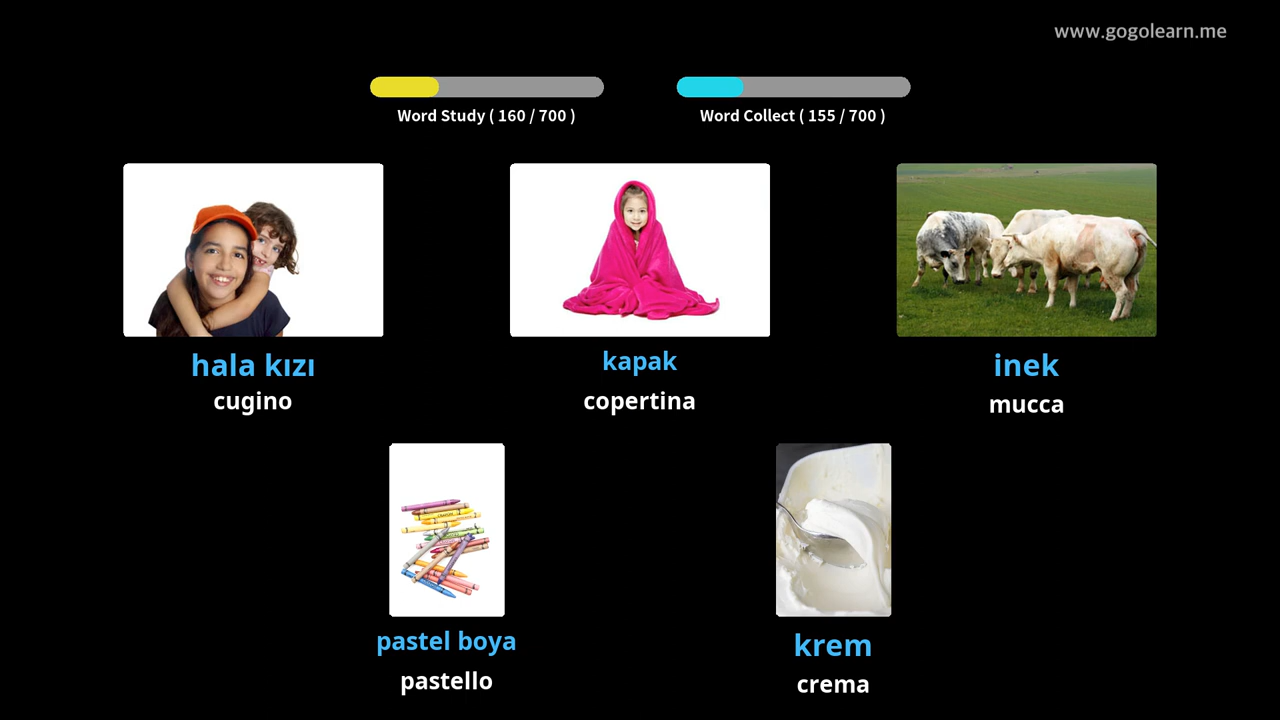 www.gogolearn.me
Word Study ( 160 / 700 )
Word Collect ( 155 / 700 )
hala kızı
cugino
kapak
copertina
inek
mucca
pastel boya
pastello
krem
crema